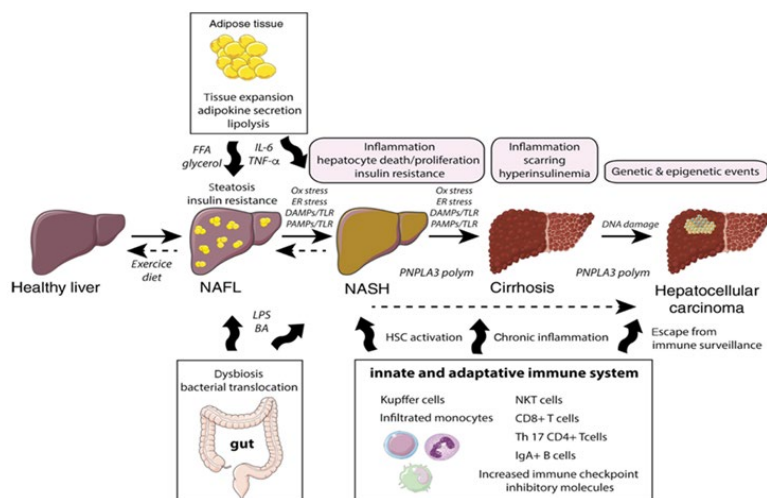 Adipose tissue
Tissue expansion
adipokine secretion
lipolysis
FFA
glycerol
IL-6
TNF-α
Inflammation
hepatocyte death/proliferation
insulin resistance
Inflammation
scarring
hyperinsulinemia
Genetic & epigenetic events
Steatosis
insulin resistance
Ox stress
ER stress
DAMPs/TLR
PAMPs/TLR
Ox stress
ER stress
DAMPs/TLR
PAMPs/TLR
DNA damage
Exercice
diet
PNPLA3 polym
PNPLA3 polym
Healthy liver
NAFL
NASH
Cirrhosis
Hepatocellular
carcinoma
LPS
BA
HSC activation
Chronic inflammation
Escape from
immune surveillance
Dysbiosis
bacterial translocation
gut
innate and adaptative immune system
Kupffer cells
Infiltrated monocytes
NKT cells
CD8+ T cells
Th 17 CD4+ Tcells
IgA+ B cells
Increased immune checkpoint
inhibitory molecules